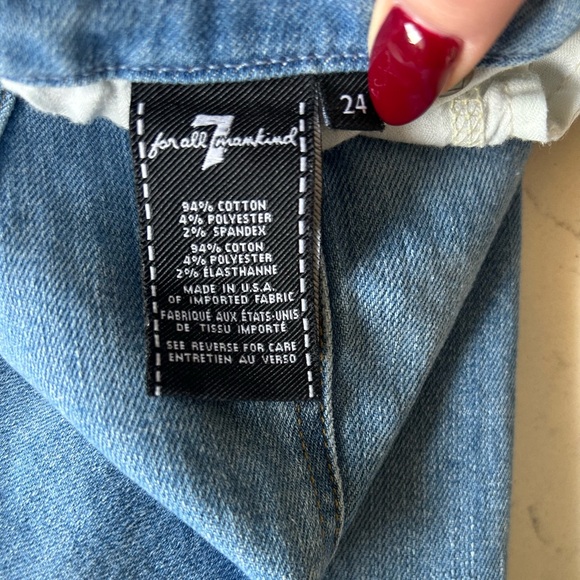 24
for all 7 mankind
94% COTTON
4% POLYESTER
2% SPANDEX
94% COTON
4% POLYESTER
2% ÉLASTHANNE
MADE IN U.S.A.
OF IMPORTED FABRIC
FABRIQUÉ AUX ÉTATS-UNIS
DE TISSU IMPORTÉ
SEE REVERSE FOR CARE
ENTRETIEN AU VERSO